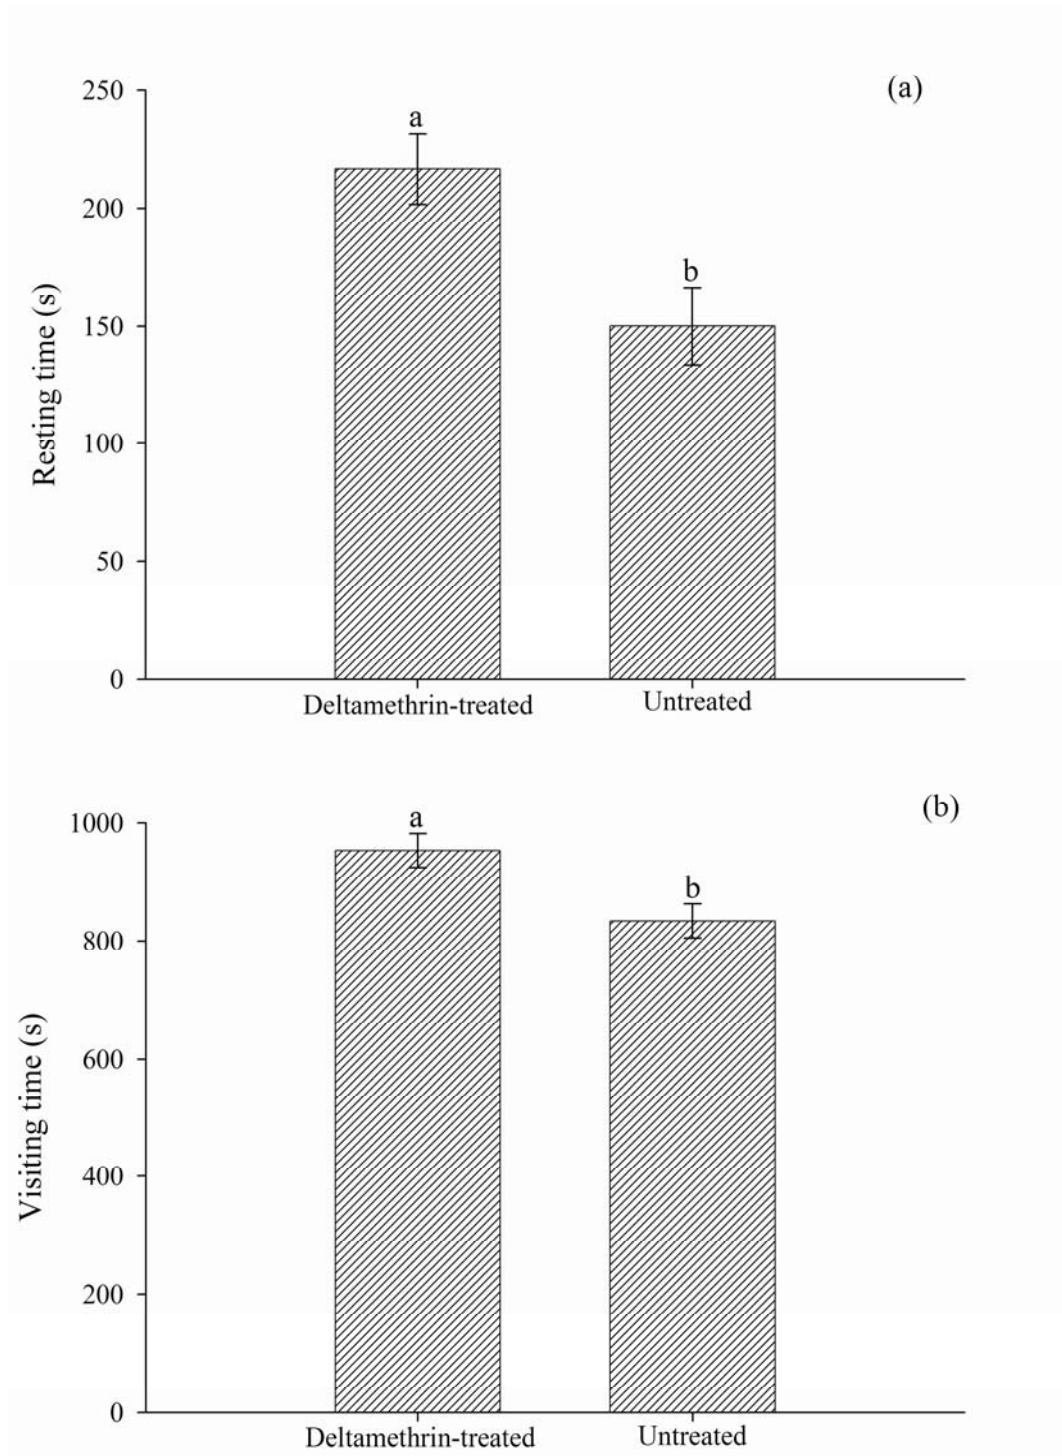 (a)
250
200
150
100
50
0
Resting time (s)
a
b
Deltamethrin-treated
Untreated
(b)
1000
800
600
400
200
0
Visiting time (s)
a
b
Deltamethrin-treated
Untreated